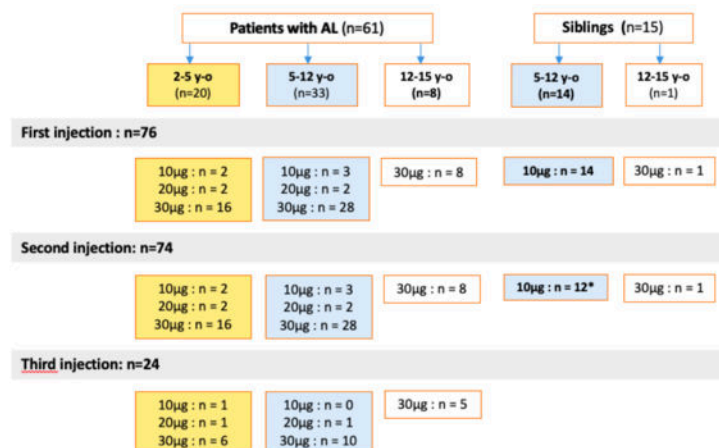 Patients with AL (n=61)
Siblings (n=15)
2-5 y-o
(n=20)
5-12 y-o
(n=33)
12-15 y-o
(n=8)
5-12 y-o
(n=14)
12-15 y-o
(n=1)
First injection : n=76
10µg : n = 2
20µg : n = 2
30µg : n = 16
10µg : n = 3
20µg : n = 2
30µg : n = 28
30µg : n = 8
10µg : n = 14
30µg : n = 1
Second injection: n=74
10µg : n = 2
20µg : n = 2
30µg : n = 16
10µg : n = 3
20µg : n = 2
30µg : n = 28
30µg : n = 8
10µg : n = 12*
30µg : n = 1
Third injection: n=24
10µg : n = 1
20µg : n = 1
30µg : n = 6
10µg : n = 0
20µg : n = 1
30µg : n = 10
30µg : n = 5